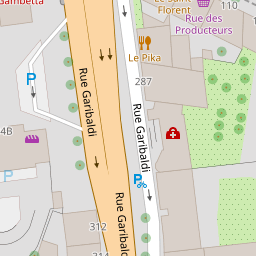 Gambetta
Le Saint
Florent
110
Rue des
Producteurs
Le Pika
287
P
Rue Garibaldi
Rue Garibaldi
4B
P
Rue Garibaldi
314
312